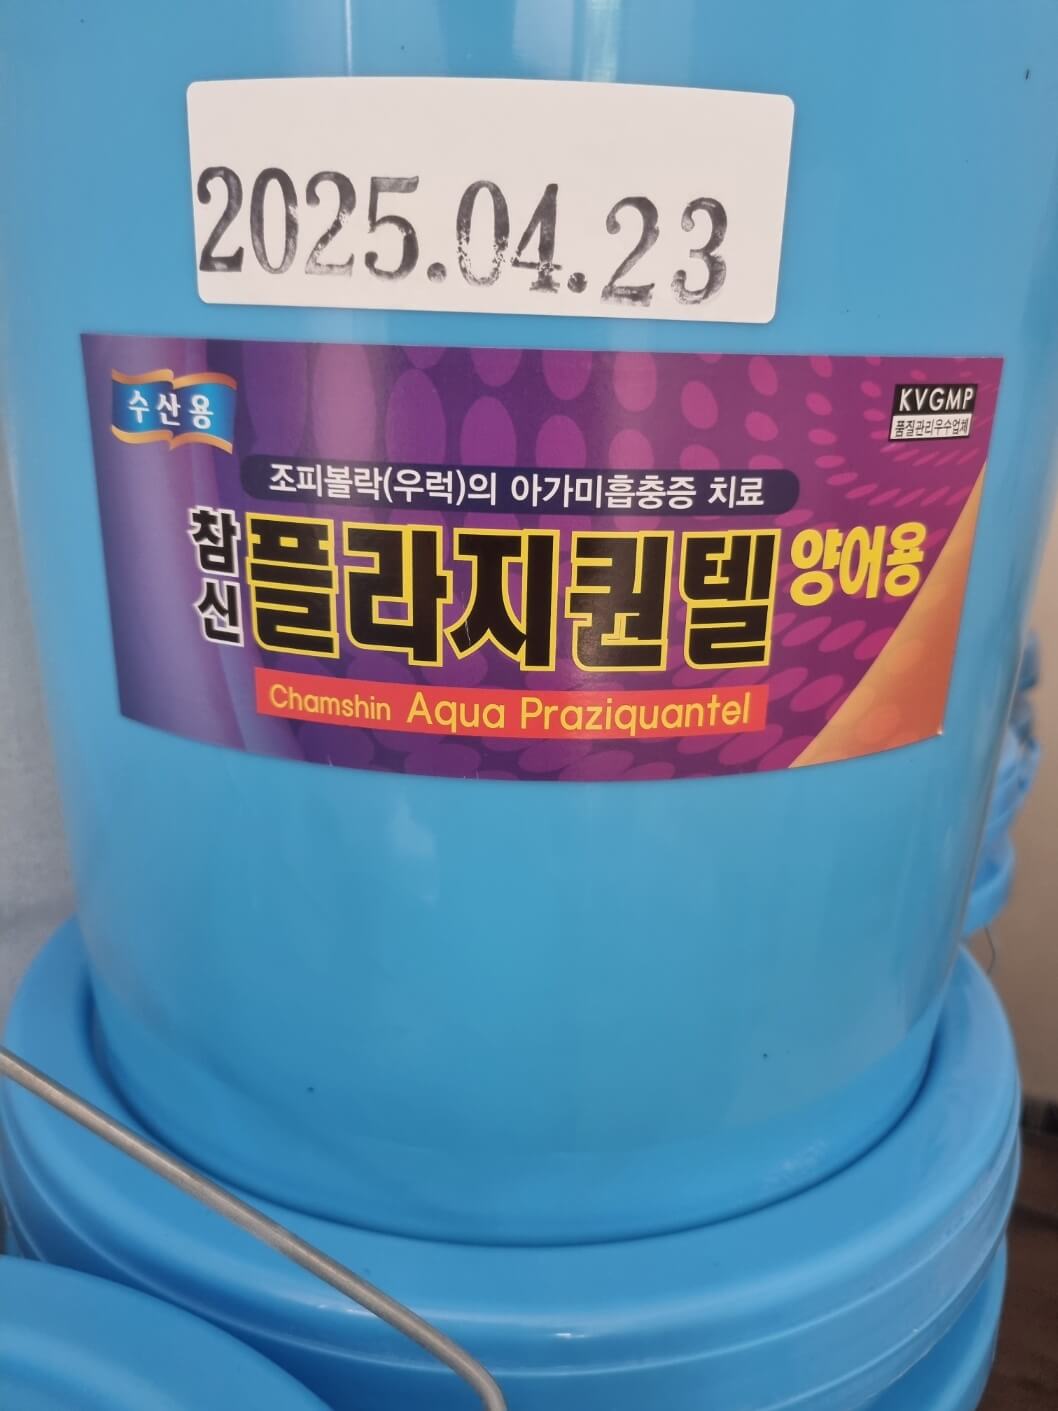 2025.04.23
수산용
KVGMP
품질관리우수업체
조피볼락(우럭)의 아가미흡충증 치료
참신 플라지퀀텔 양어용
Chamshin Aqua Praziquantel